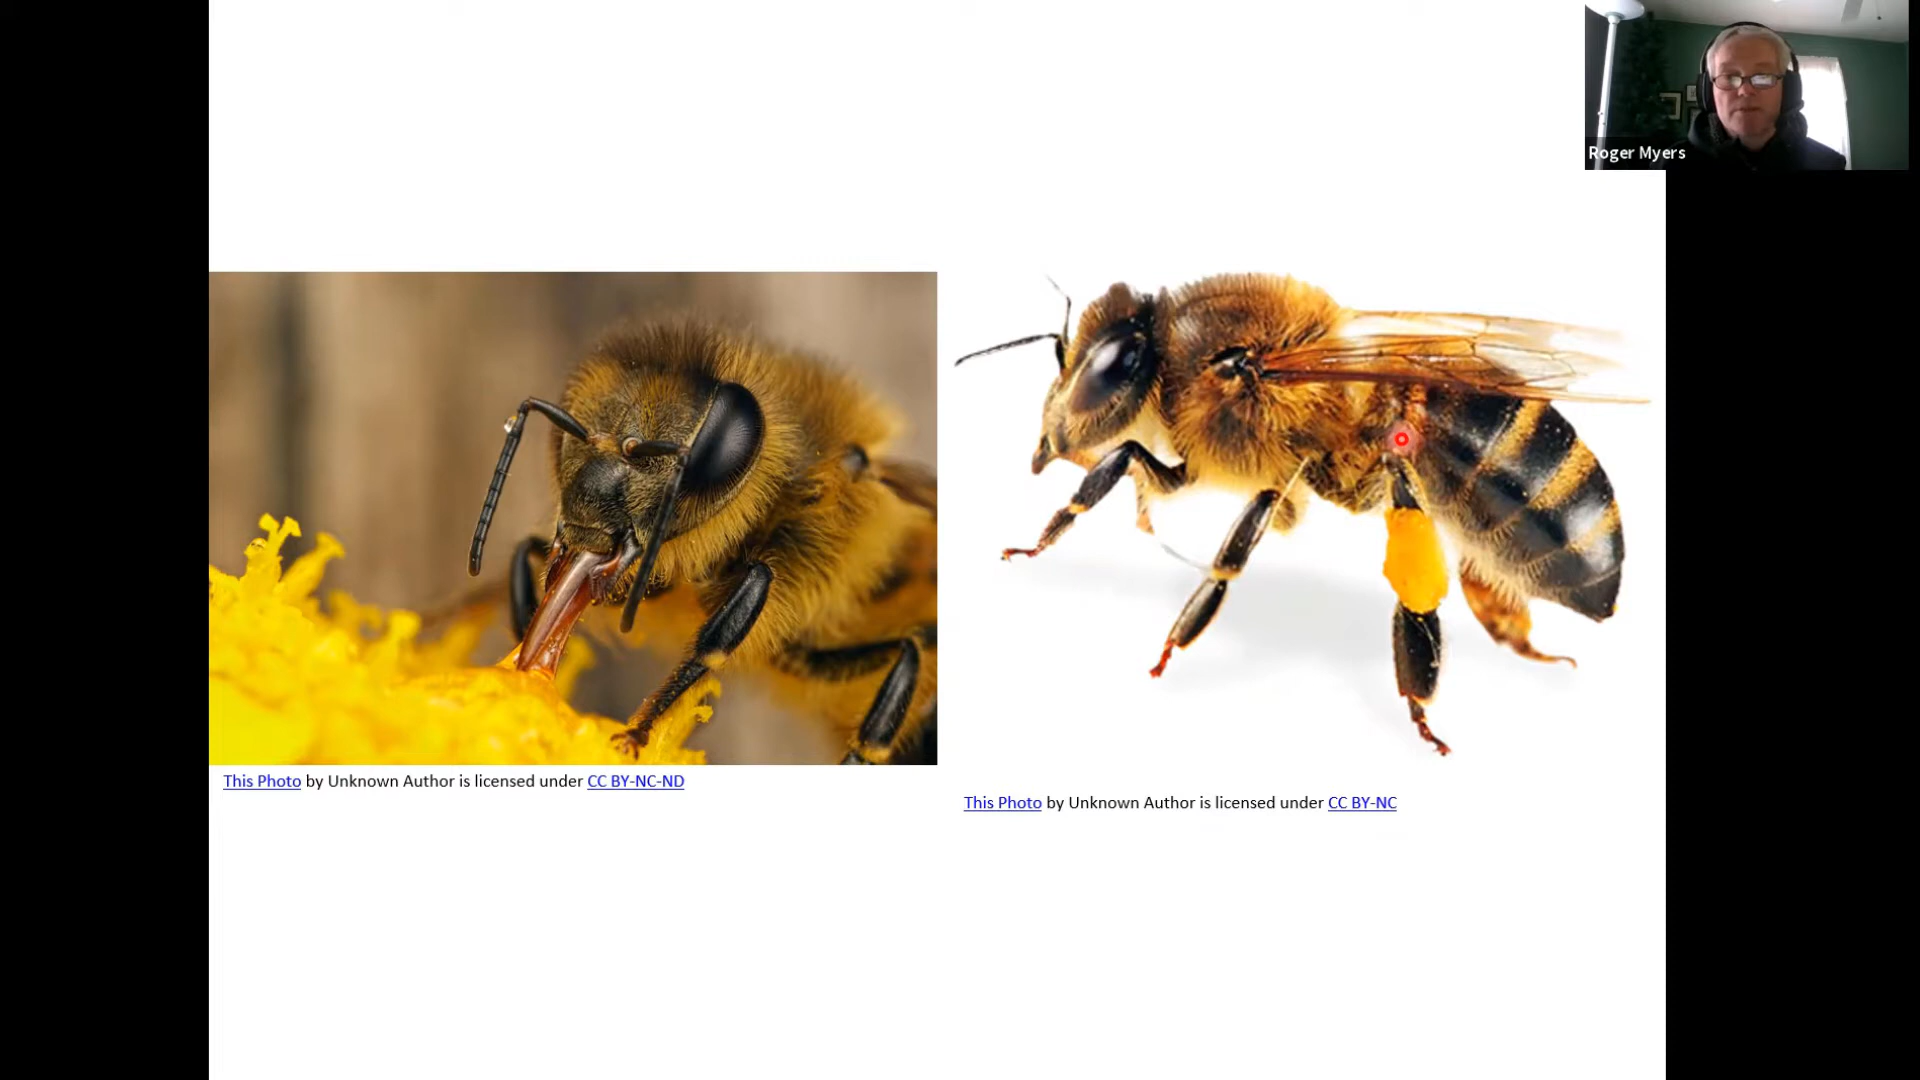 Roger Myers
This Photo by Unknown Author is licensed under CC BY-NC-ND
This Photo by Unknown Author is licensed under CC BY-NC